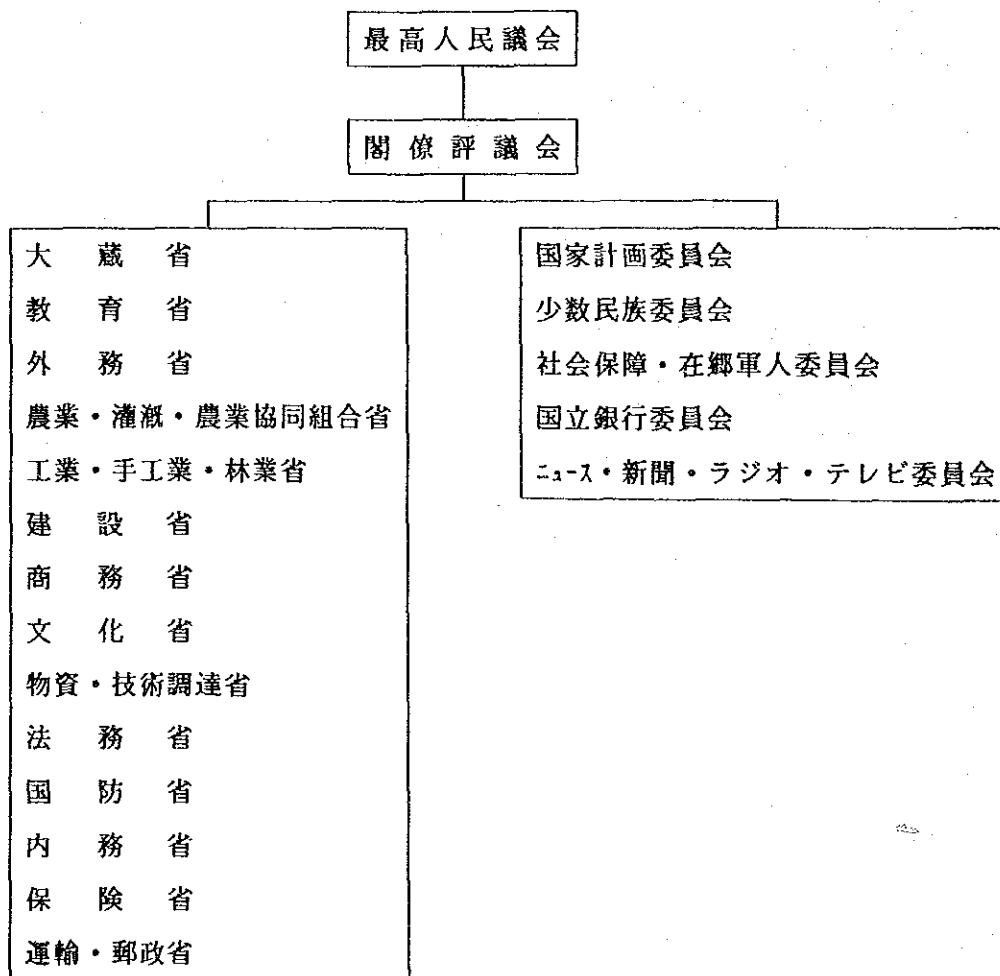 最高人民議会
閣僚評議会
大蔵省
教育省
外務省
農業・灌漑・農業協同組合省
工業・手工業・林業省
建設省
商務省
文化省
物資・技術調達省
法務省
国防省
内務省
保険省
運輸・郵政省
国家計画委員会
少数民族委員会
社会保障・在郷軍人委員会
国立銀行委員会
ニュース・新聞・ラジオ・テレビ委員会